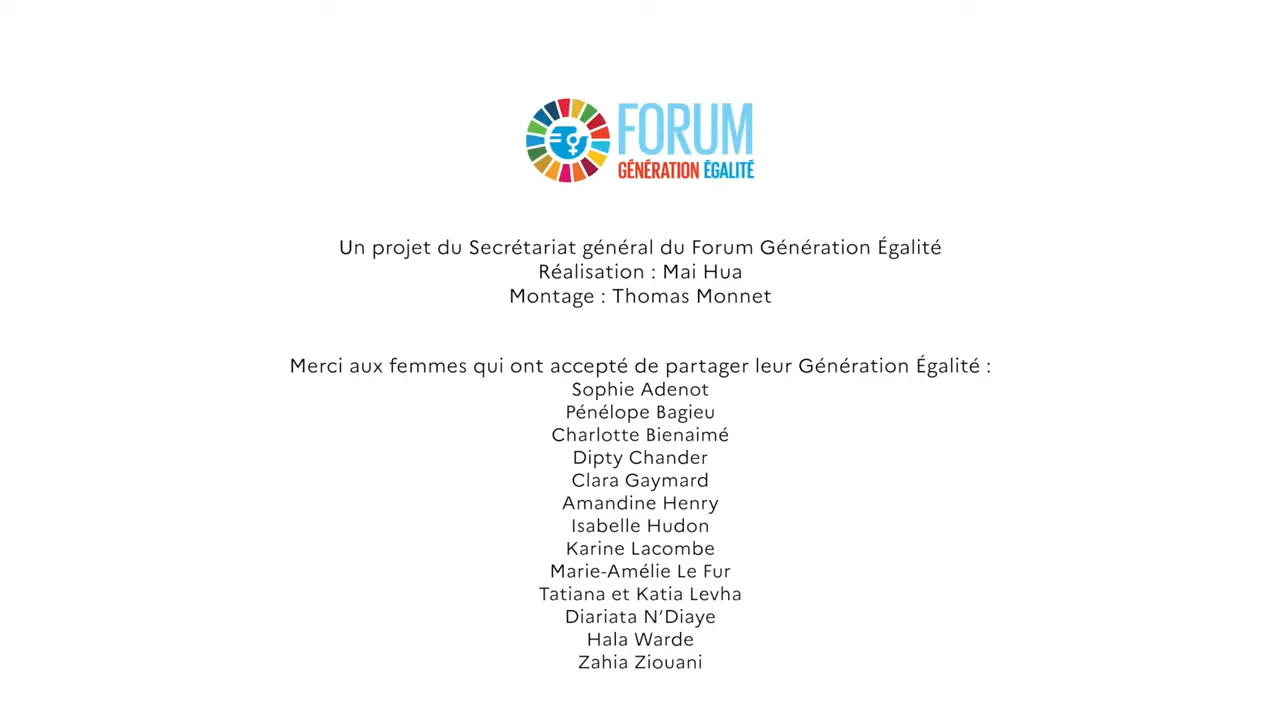 FORUM
GÉNÉRATION ÉGALITÉ
Un projet du Secrétariat général du Forum Génération Égalité
Réalisation : Mai Hua
Montage : Thomas Monnet
Merci aux femmes qui ont accepté de partager leur Génération Égalité :
Sophie Adenot
Pénélope Bagieu
Charlotte Bienaimé
Dipty Chander
Clara Gaymard
Amandine Henry
Isabelle Hudon
Karine Lacombe
Marie-Amélie Le Fur
Tatiana et Katia Levha
Diariata N’Diaye
Hala Warde
Zahia Ziouani